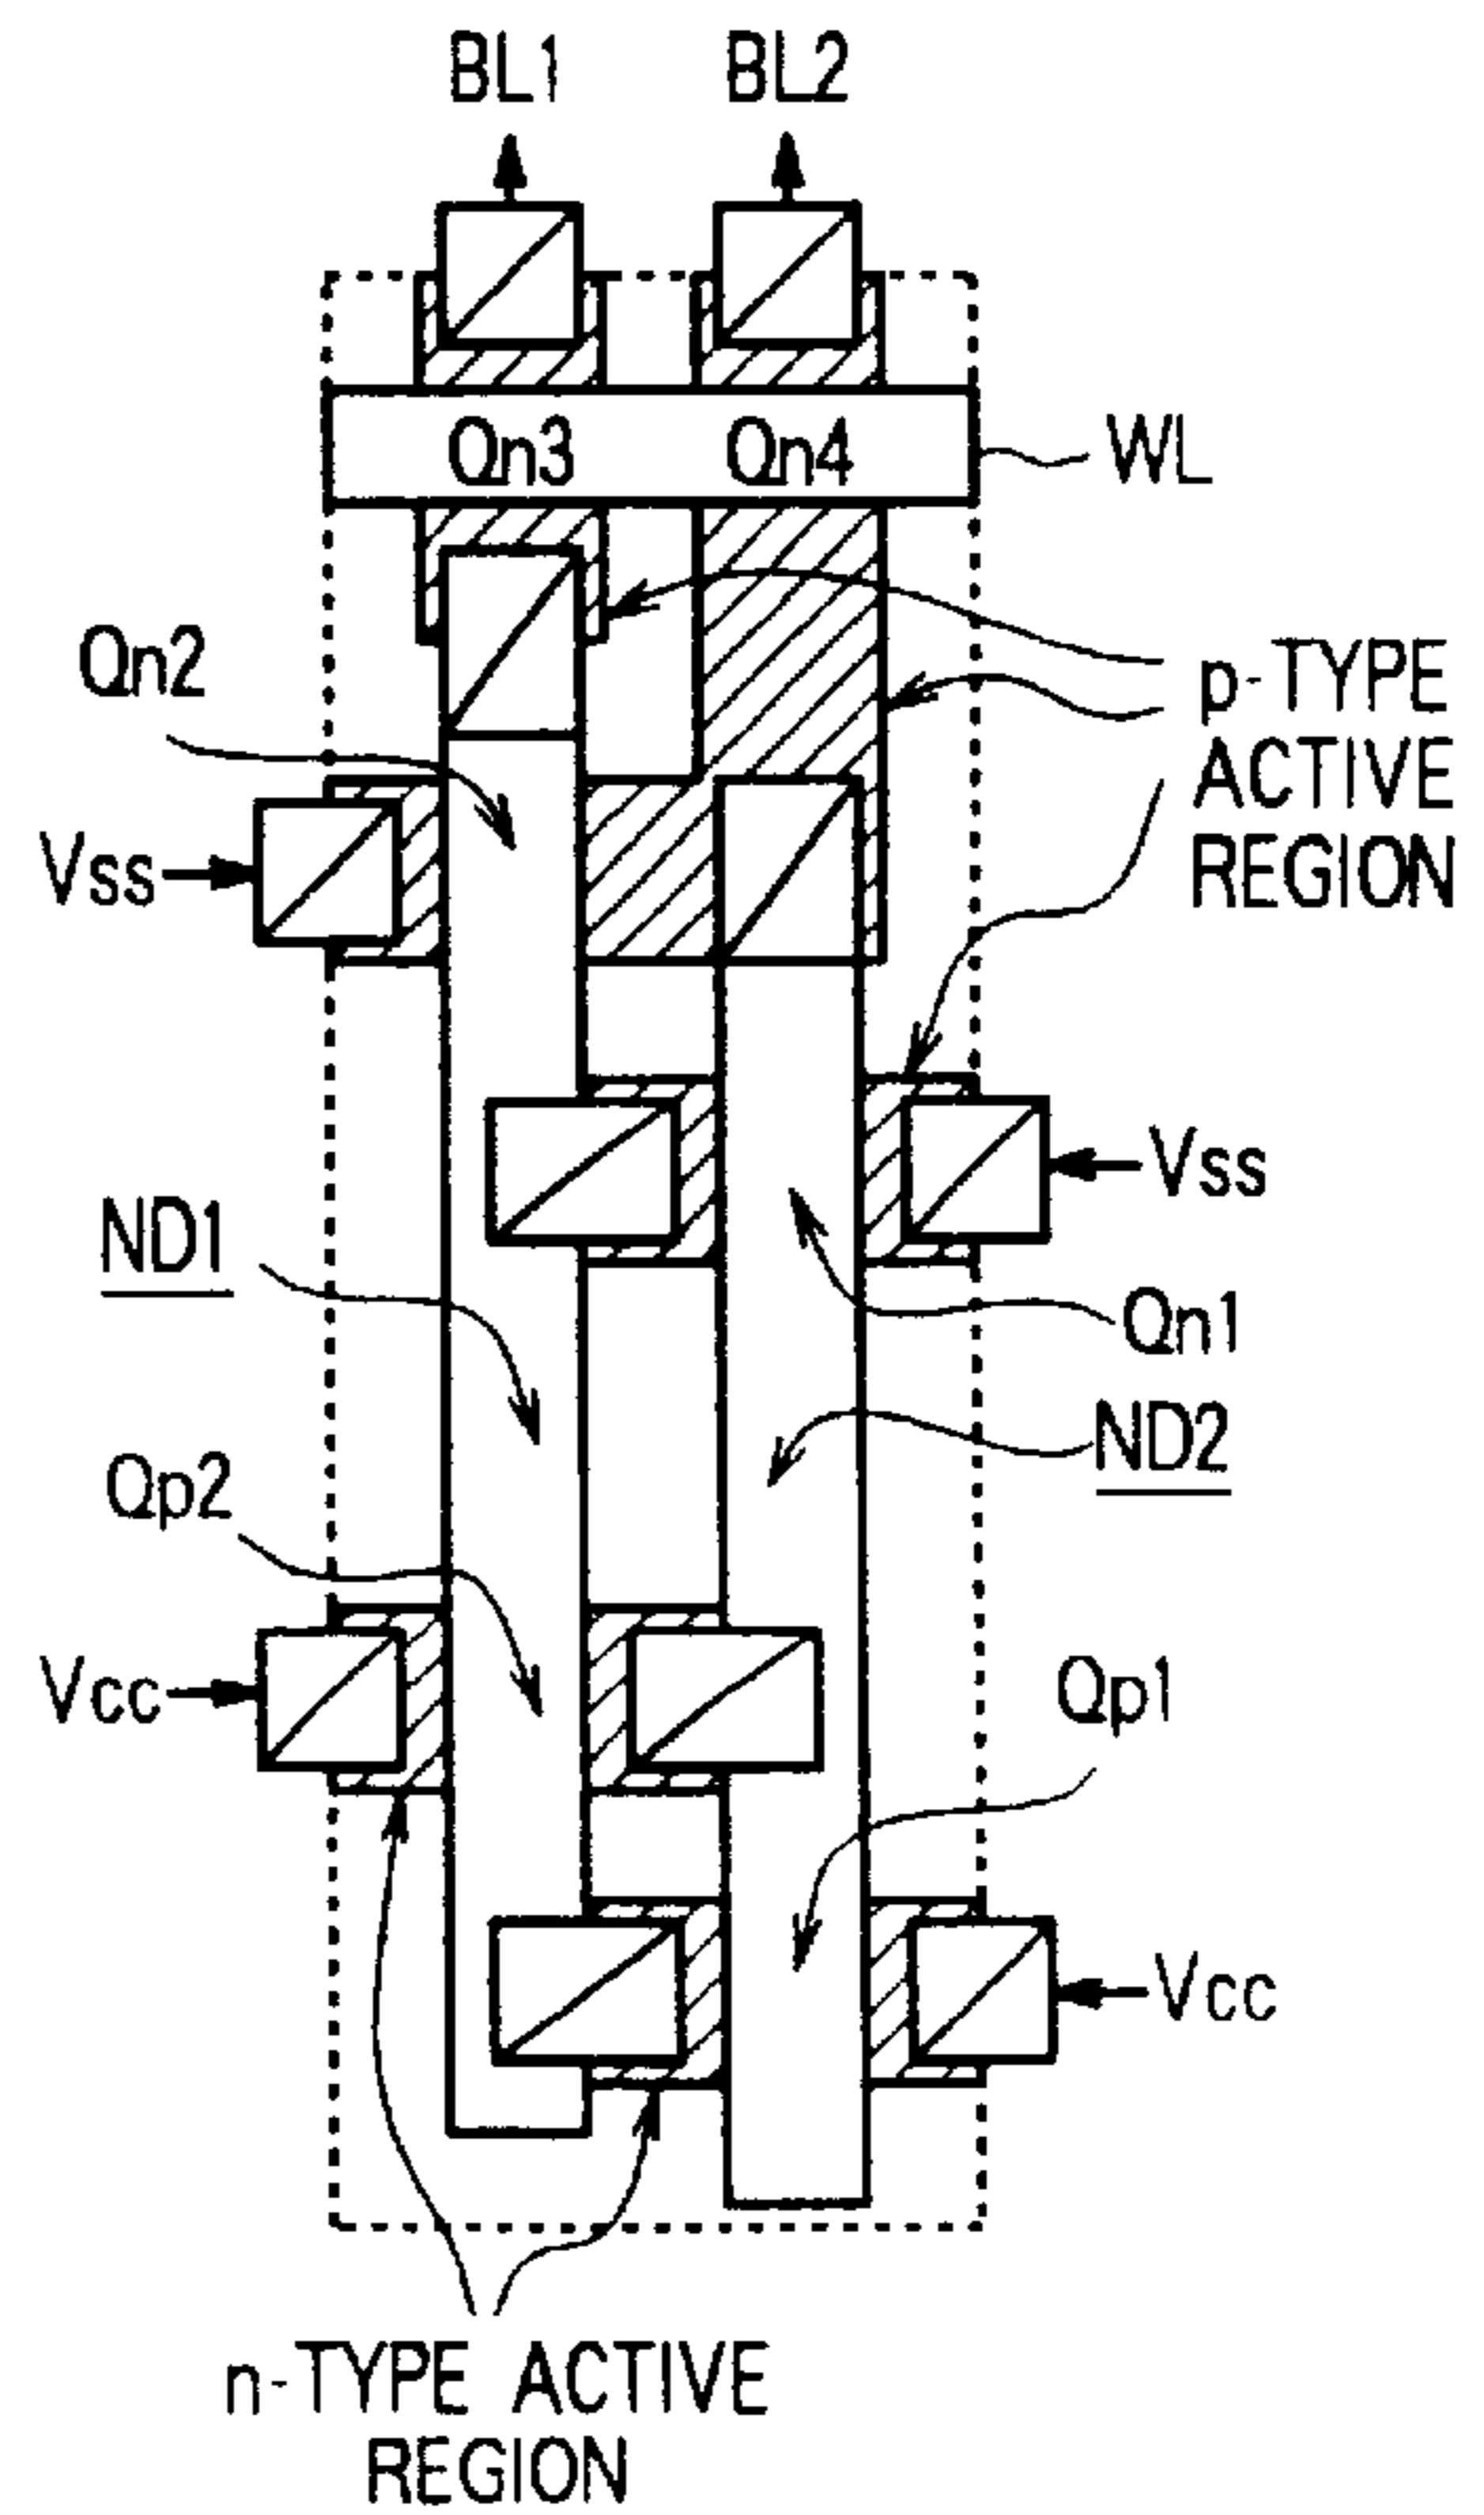 BL1 BL2
Qn3 Qn4
WL
Qn2
p-TYPE
ACTIVE
REGION
Vss
Vss
ND1
Qn1
ND2
Qp2
Vcc
Qp1
Vcc
n-TYPE ACTIVE
REGION